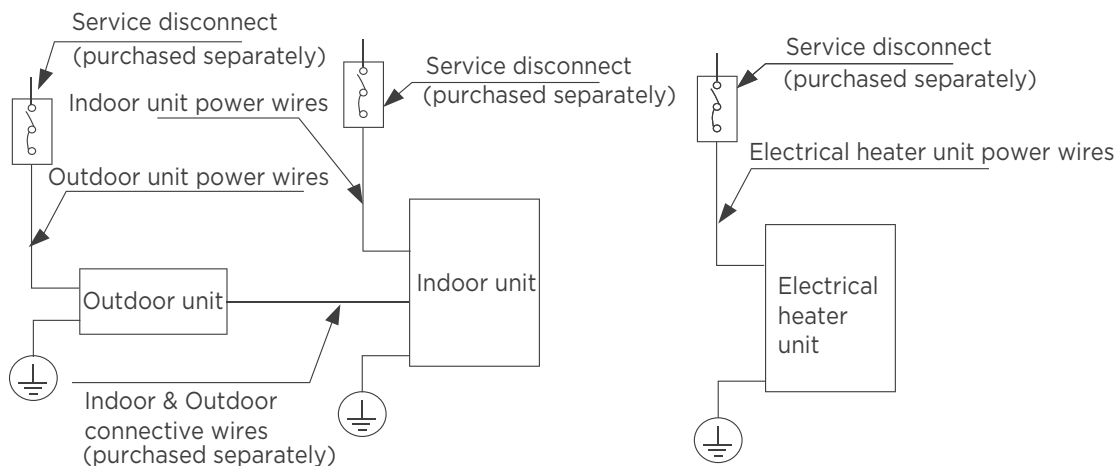 Service disconnect
(purchased separately)
Indoor unit power wires
Outdoor unit power wires
Service disconnect
(purchased separately)
Outdoor unit
Indoor unit
Indoor & Outdoor
connective wires
(purchased separately)
Service disconnect
(purchased separately)
Electrical heater unit power wires
Electrical
heater
unit